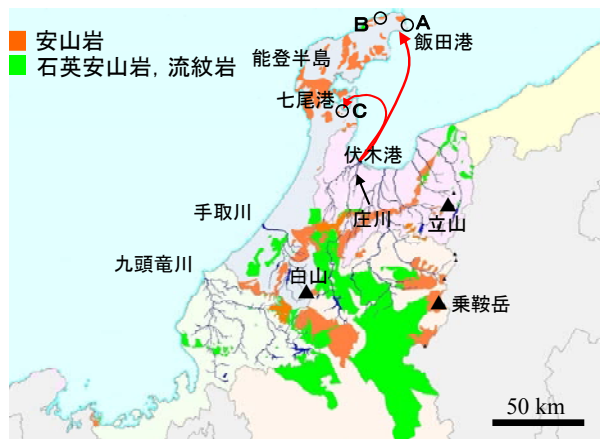 安山岩
石英安山岩, 流紋岩
B
A
飯田港
能登半島
七尾港
C
伏木港
手取川
庄川
立山
九頭竜川
白山
乗鞍岳
50 km